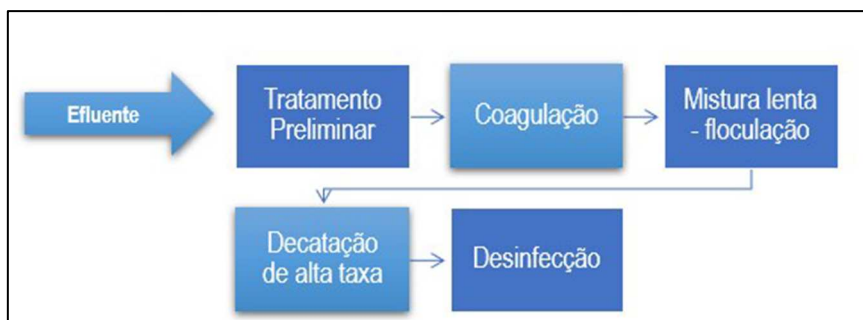 Efluente
Tratamento
Preliminar
Coagulação
Mistura lenta
- floculação
Decatação
de alta taxa
Desinfecção